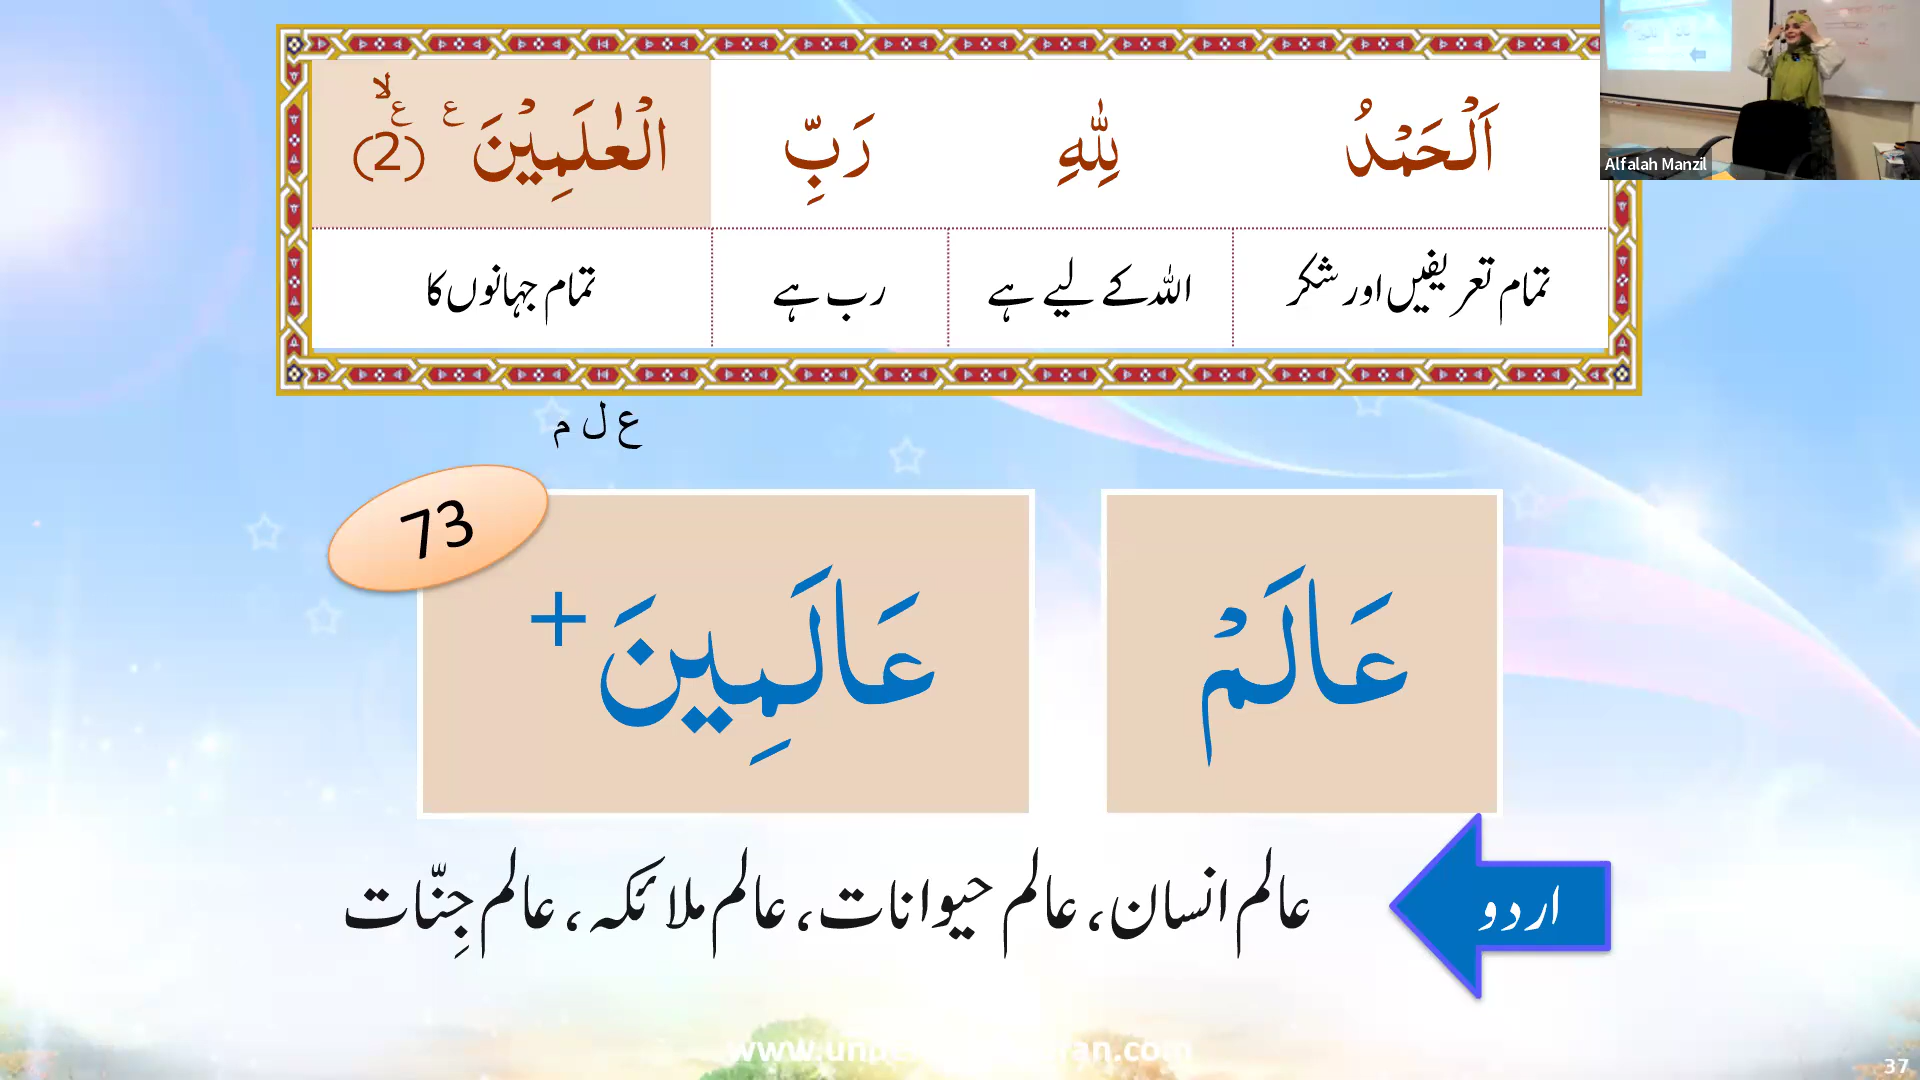 اَلْحَمْدُ لِلّٰهِ رَبِّ الْعٰلَمِيْنَ ع ع لا (2)
تمام تعریفیں اور شکر اللہ کے لیے ہے رب ہے تمام جہانوں کا
ع ل م
73
عَالَمْ عَالَمِينَ +
اردو عالم انسان، عالم حیوانات، عالم ملائکہ، عالم جِنّات
Alfalah Manzil
37